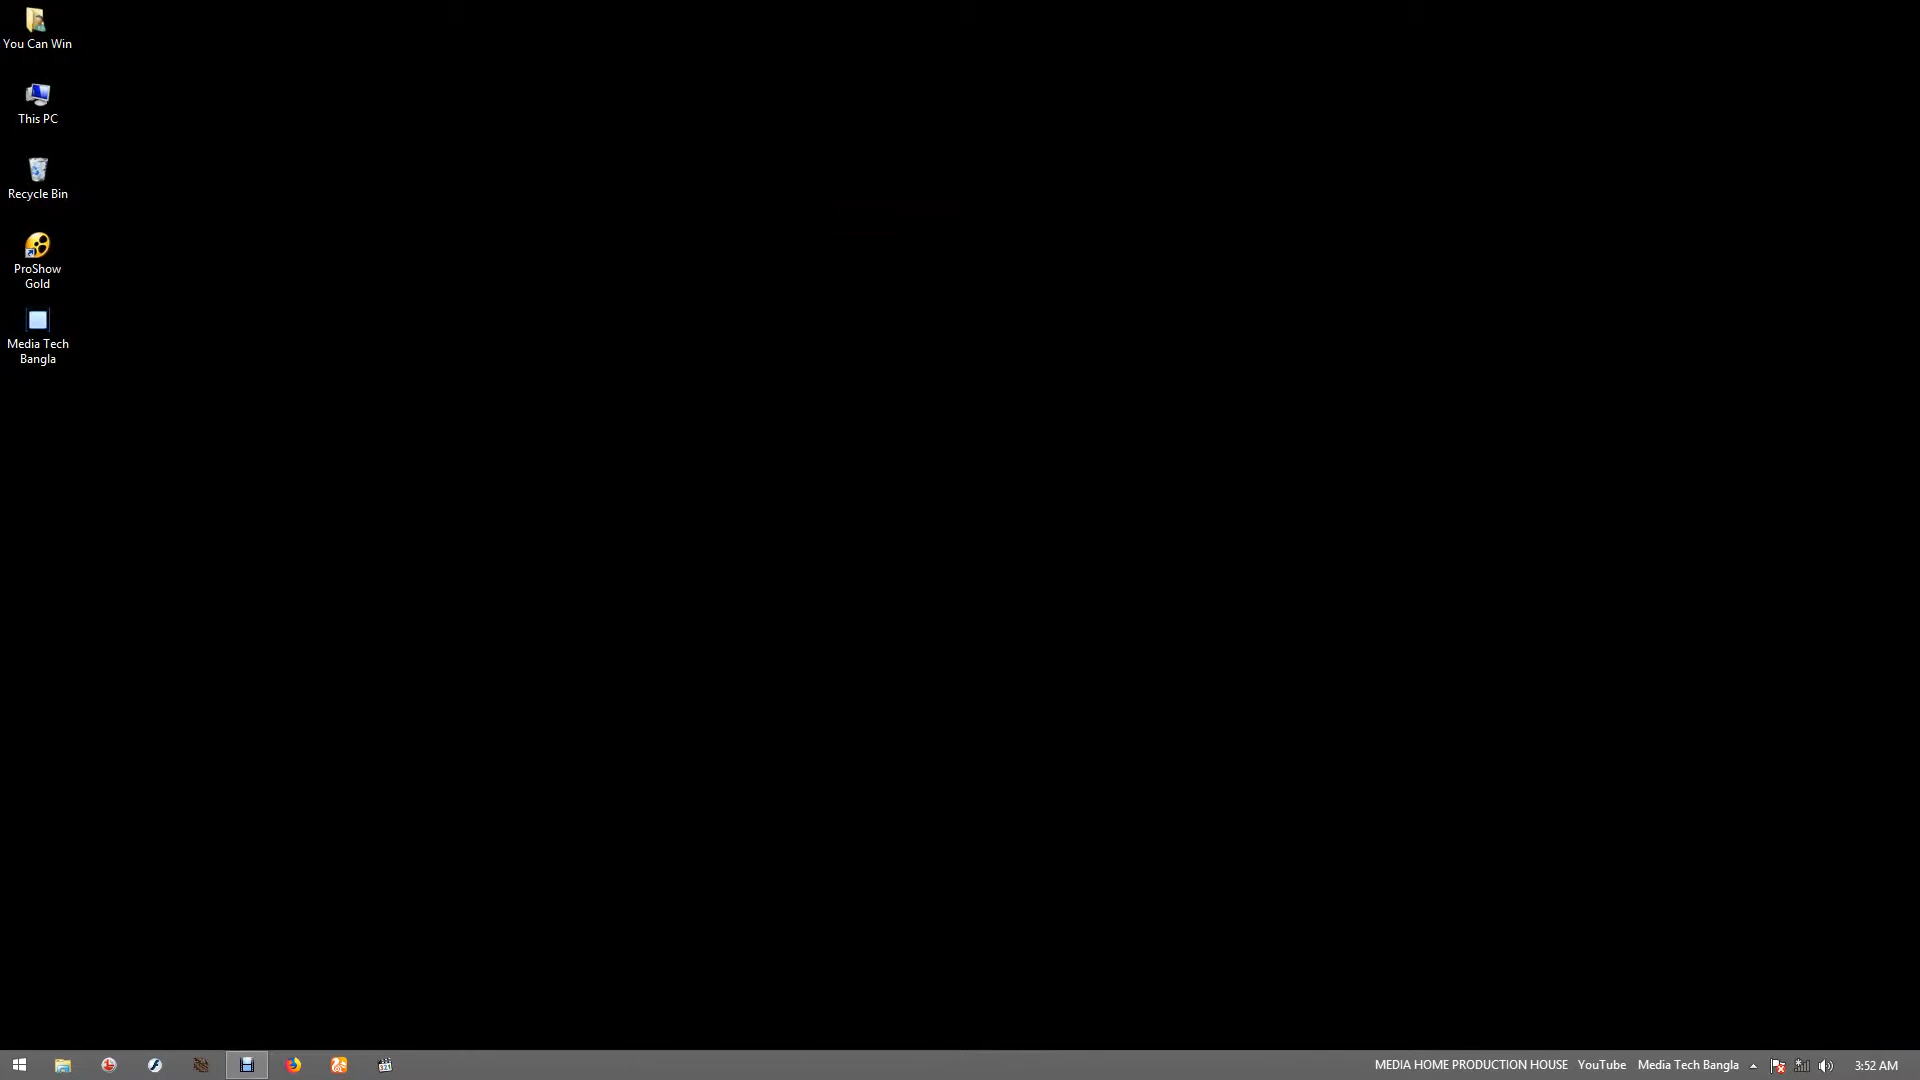 You Can Win
This PC
Recycle Bin
ProShow
Gold
Media Tech
Bangla
MEDIA HOME PRODUCTION HOUSE YouTube Media Tech Bangla 3:52 AM